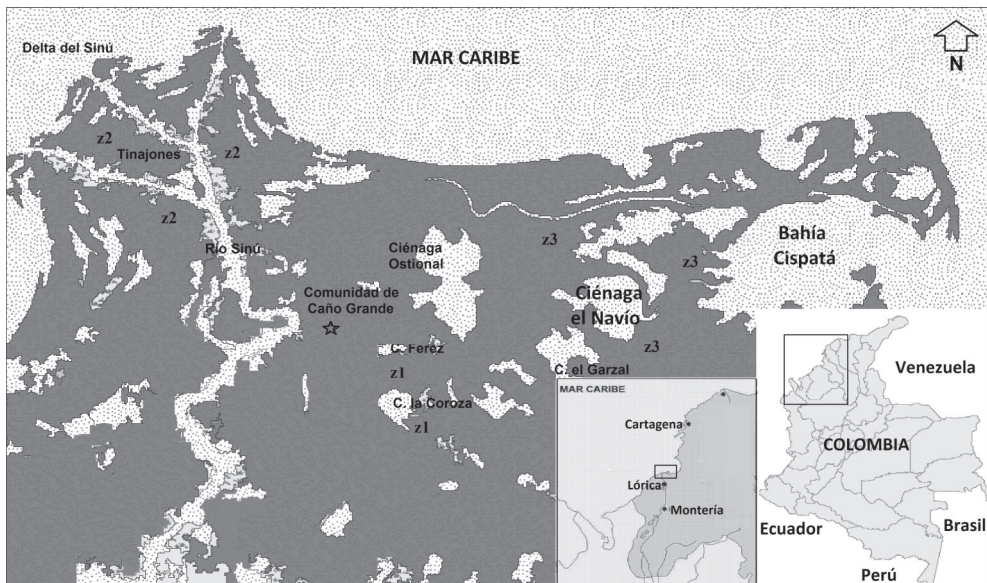 Delta del Sinú
MAR CARIBE
N
z2
Tinajones
z2
z2
Río Sinú
Ciénaga
Ostional
z3
Bahía
Cispatá
z3
Comunidad de
Caño Grande
Ciénaga
el Navío
z3
C. Ferez
z1
C. el Garzal
C. la Coroza
z1
MAR CARIBE
Cartagena
Lórica
Montería
Venezuela
COLOMBIA
Ecuador
Brasil
Perú